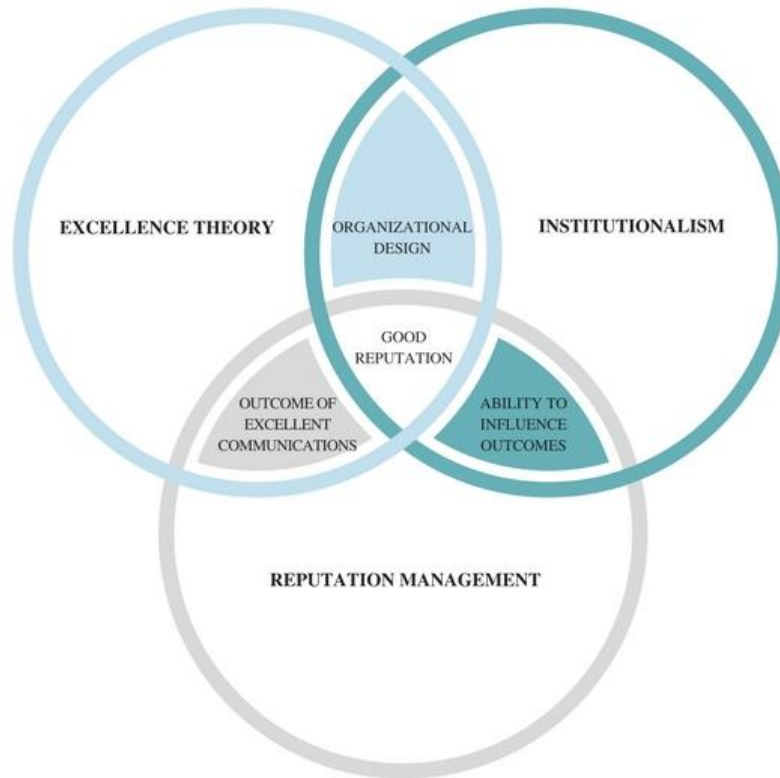 EXCELLENCE THEORY
ORGANIZATIONAL
DESIGN
INSTITUTIONALISM
GOOD
REPUTATION
OUTCOME OF
EXCELLENT
COMMUNICATIONS
ABILITY TO
INFLUENCE
OUTCOMES
REPUTATION MANAGEMENT